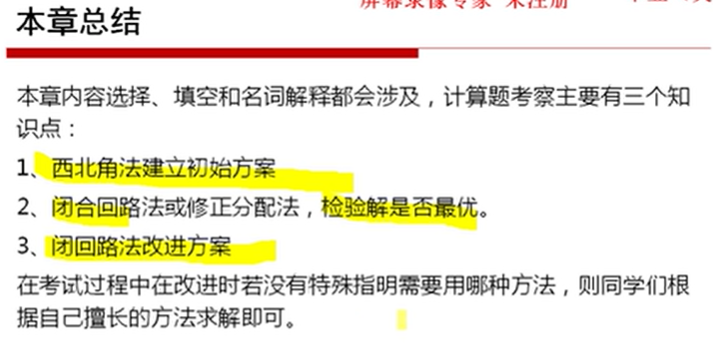 屏幕录像专家 未注册
本章总结
本章内容选择、填空和名词解释都会涉及，计算题考察主要有三个知
识点：
1、西北角法建立初始方案
2、闭合回路法或修正分配法，检验解是否最优。
3、闭回路法改进方案
在考试过程中在改进时若没有特殊指明需要用哪种方法，则同学们根
据自己擅长的方法求解即可。